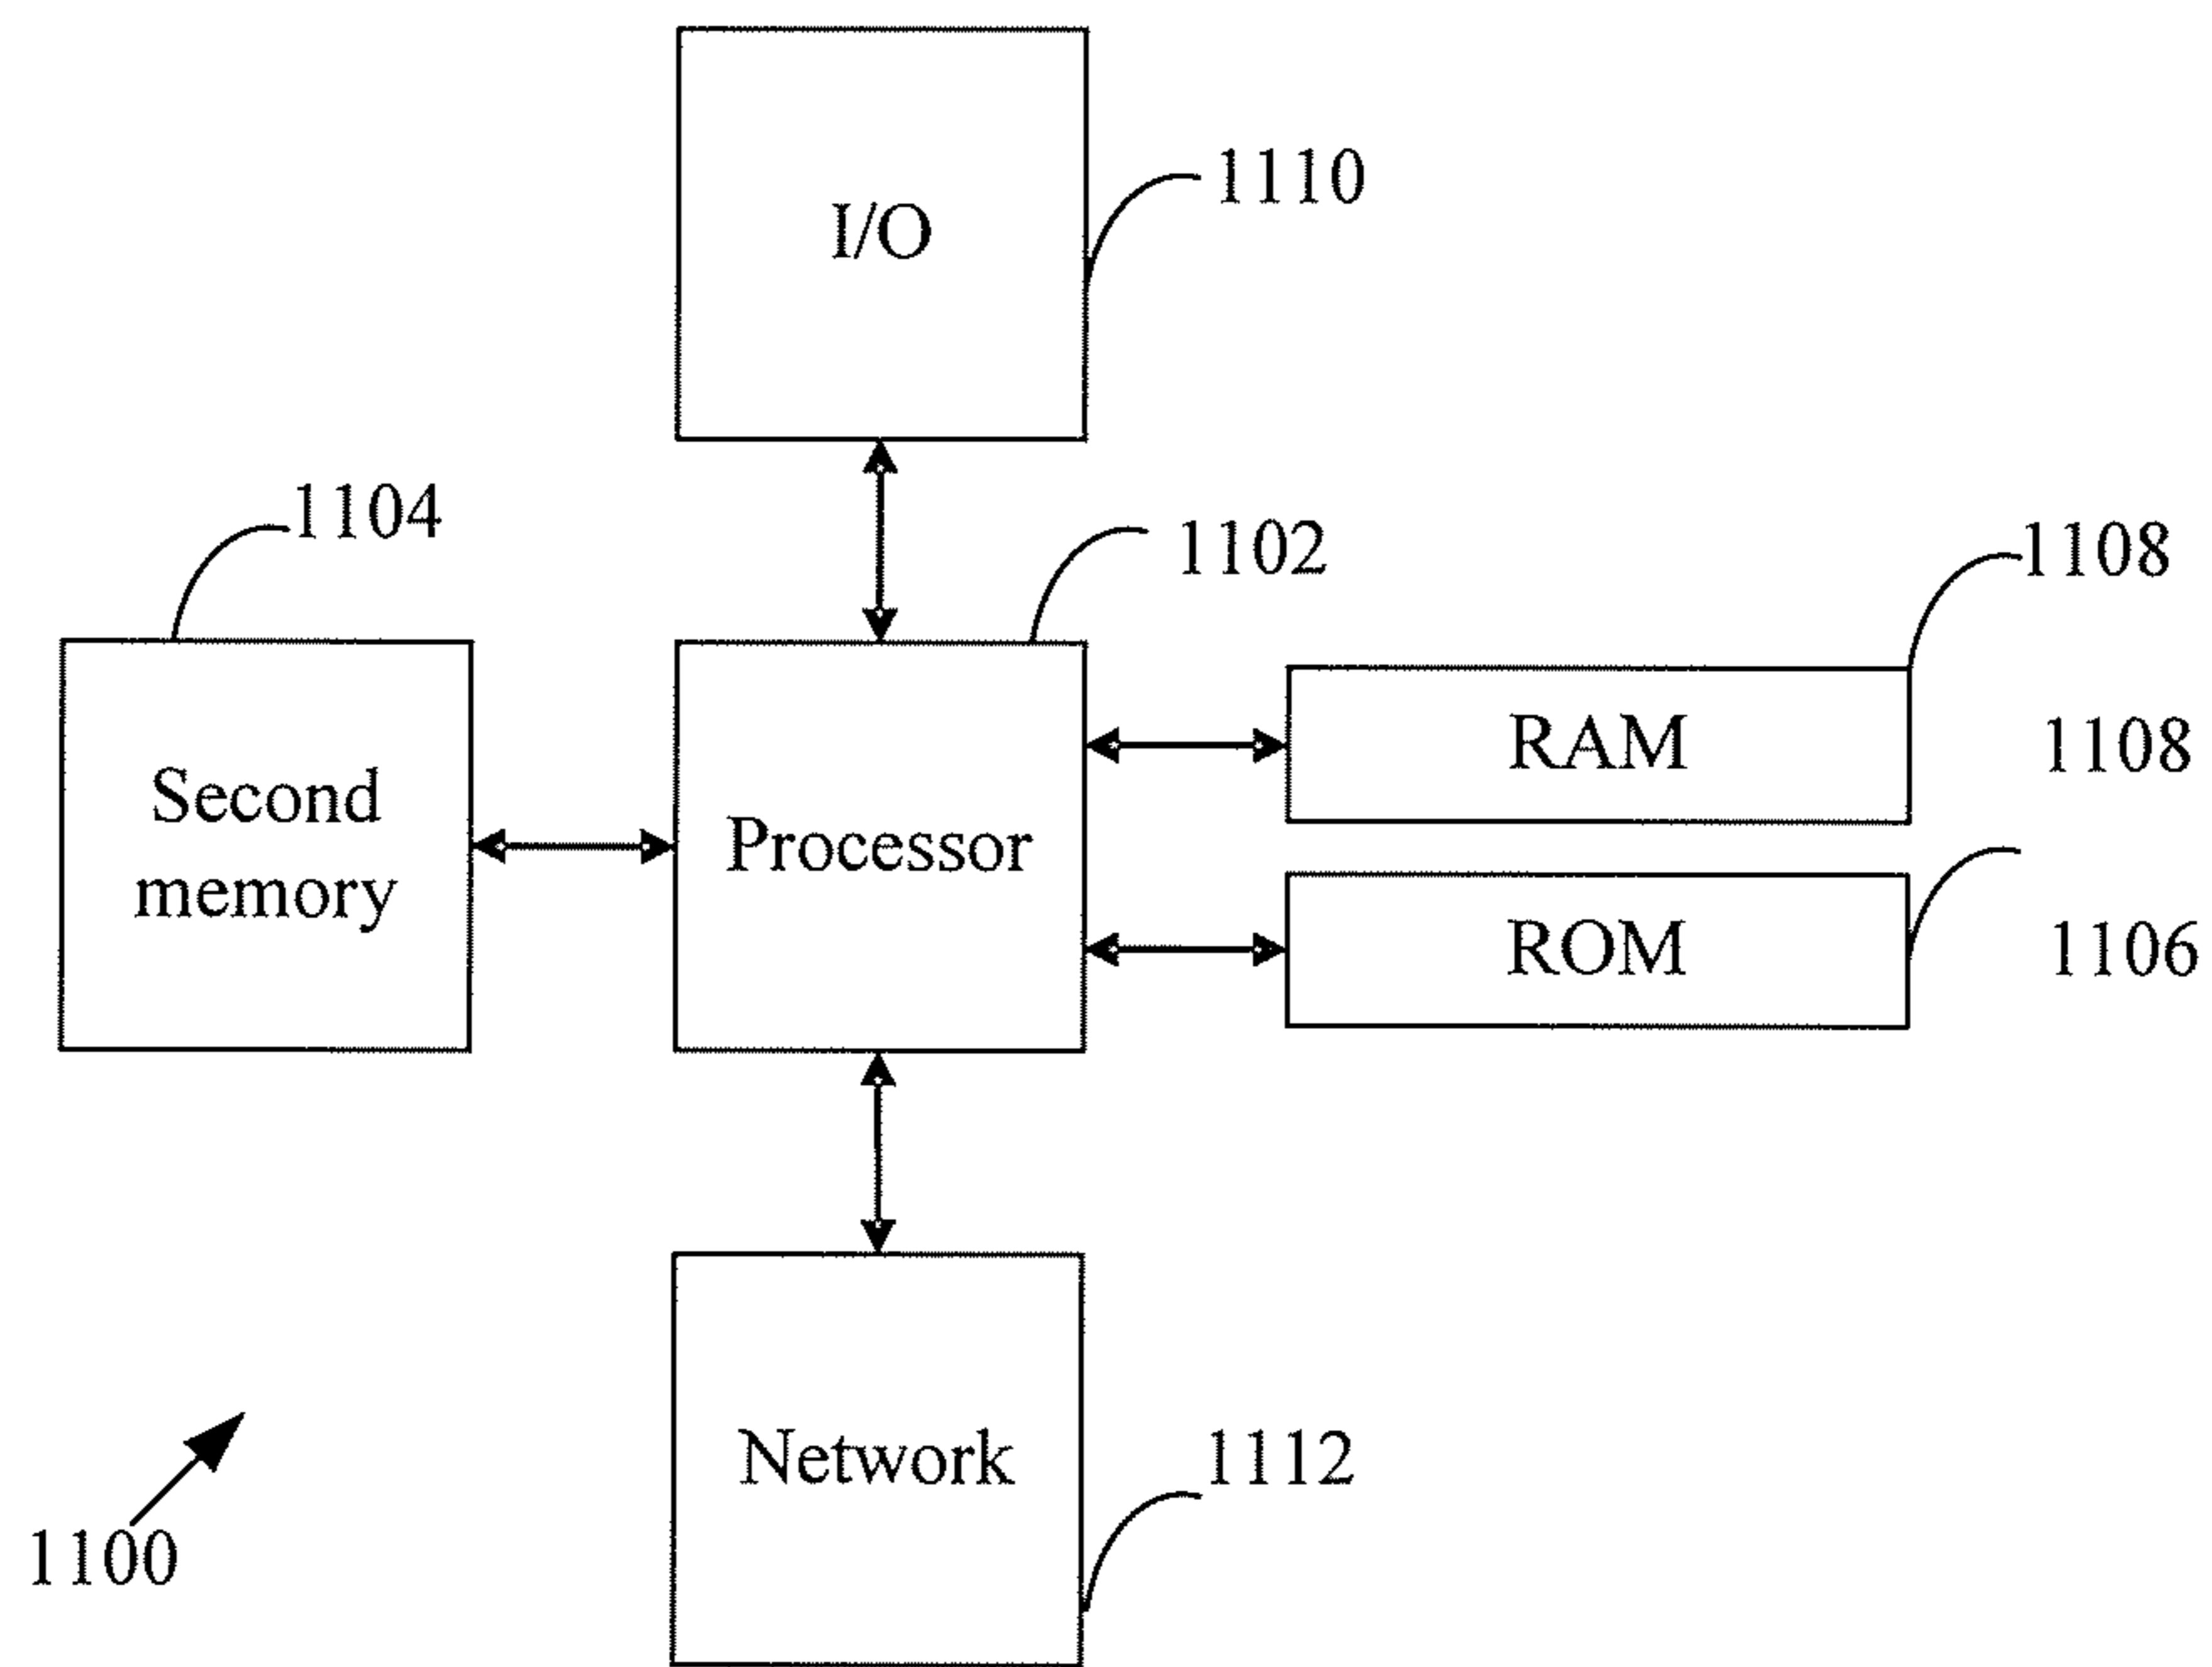 1110
I/O
1104
1102
1108
RAM
1108
Second
memory
Processor
ROM
1106
Network
1112
1100